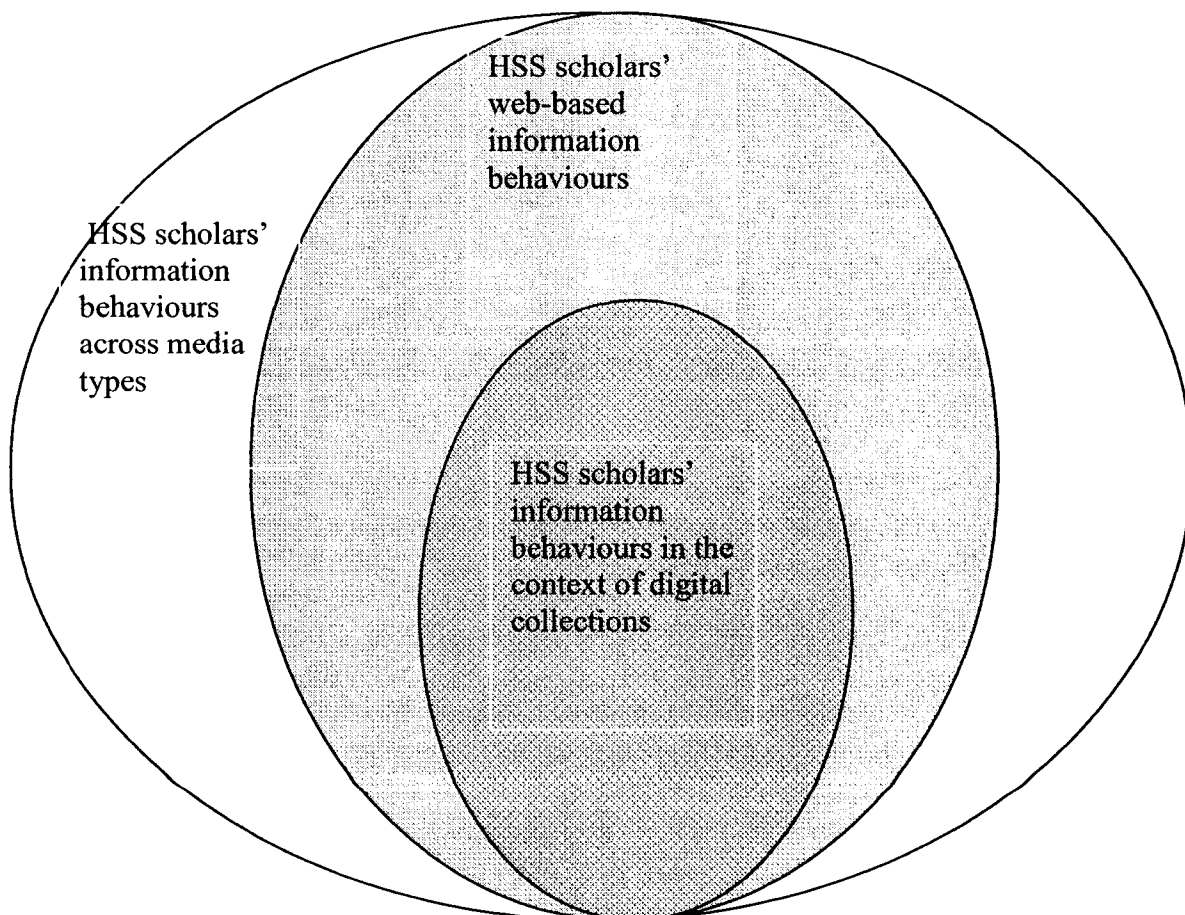 HSS scholars'
web-based
information
behaviours
HSS scholars'
information
behaviours
across media
types
HSS scholars'
information
behaviours in the
context of digital
collections